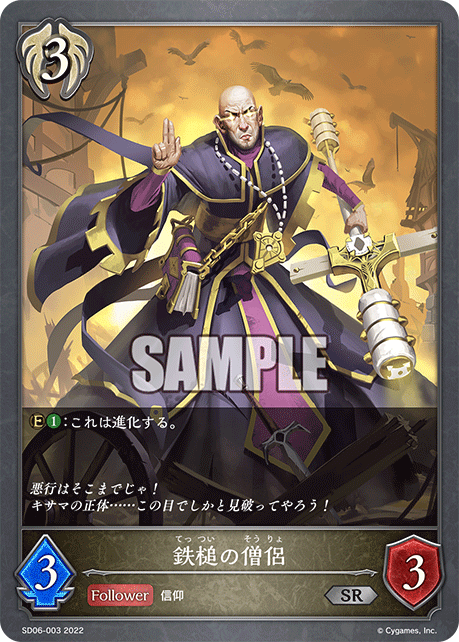 3
SAMPLE
E 1：これは進化する。
悪行はそこまでじゃ！
キサマの正体……この目でしかと見破ってやろう！
てっつい そうりょ
鉄槌の僧侶
3
Follower 信仰
SR
3
SD06-003 2022
© Cygames, Inc.